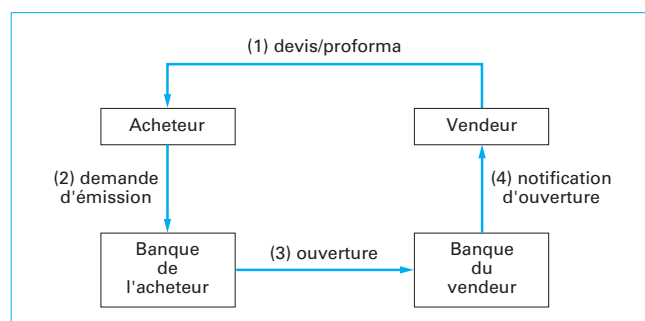 (1) devis/proforma
Acheteur
Vendeur
(2) demande
d'émission
(4) notification
d'ouverture
Banque
de
l'acheteur
(3) ouverture
Banque
du
vendeur